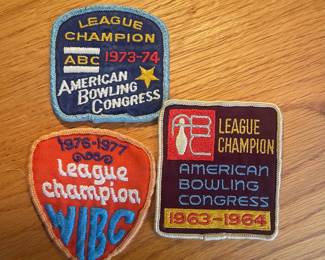 LEAGUE
CHAMPION
ABC 1973-74
AMERICAN
BOWLING
CONGRESS
1976-1977
league
champion
WIBC
ABC
LEAGUE
CHAMPION
AMERICAN
BOWLING
CONGRESS
1963-1964